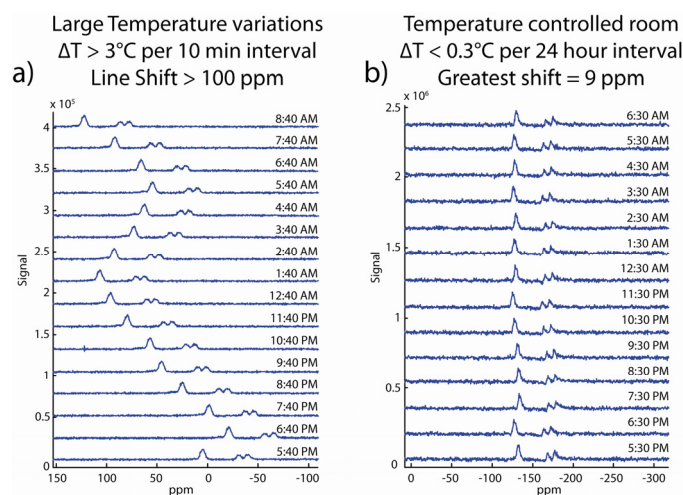 Large Temperature variations
ΔT > 3°C per 10 min interval
Line Shift > 100 ppm
a)
x 10⁵
4
3.5
3
2.5
2
1.5
1
0.5
0
Signal
8:40 AM
7:40 AM
6:40 AM
5:40 AM
4:40 AM
3:40 AM
2:40 AM
1:40 AM
12:40 AM
11:40 PM
10:40 PM
9:40 PM
8:40 PM
7:40 PM
6:40 PM
5:40 PM
150 100 50 0 -50 -100
ppm
Temperature controlled room
ΔT < 0.3°C per 24 hour interval
Greatest shift = 9 ppm
b)
x 10⁶
2.5
2
1.5
1
0.5
0
Signal
6:30 AM
5:30 AM
4:30 AM
3:30 AM
2:30 AM
1:30 AM
12:30 AM
11:30 PM
10:30 PM
9:30 PM
8:30 PM
7:30 PM
6:30 PM
5:30 PM
0 -50 -100 -150 -200 -250 -300
ppm